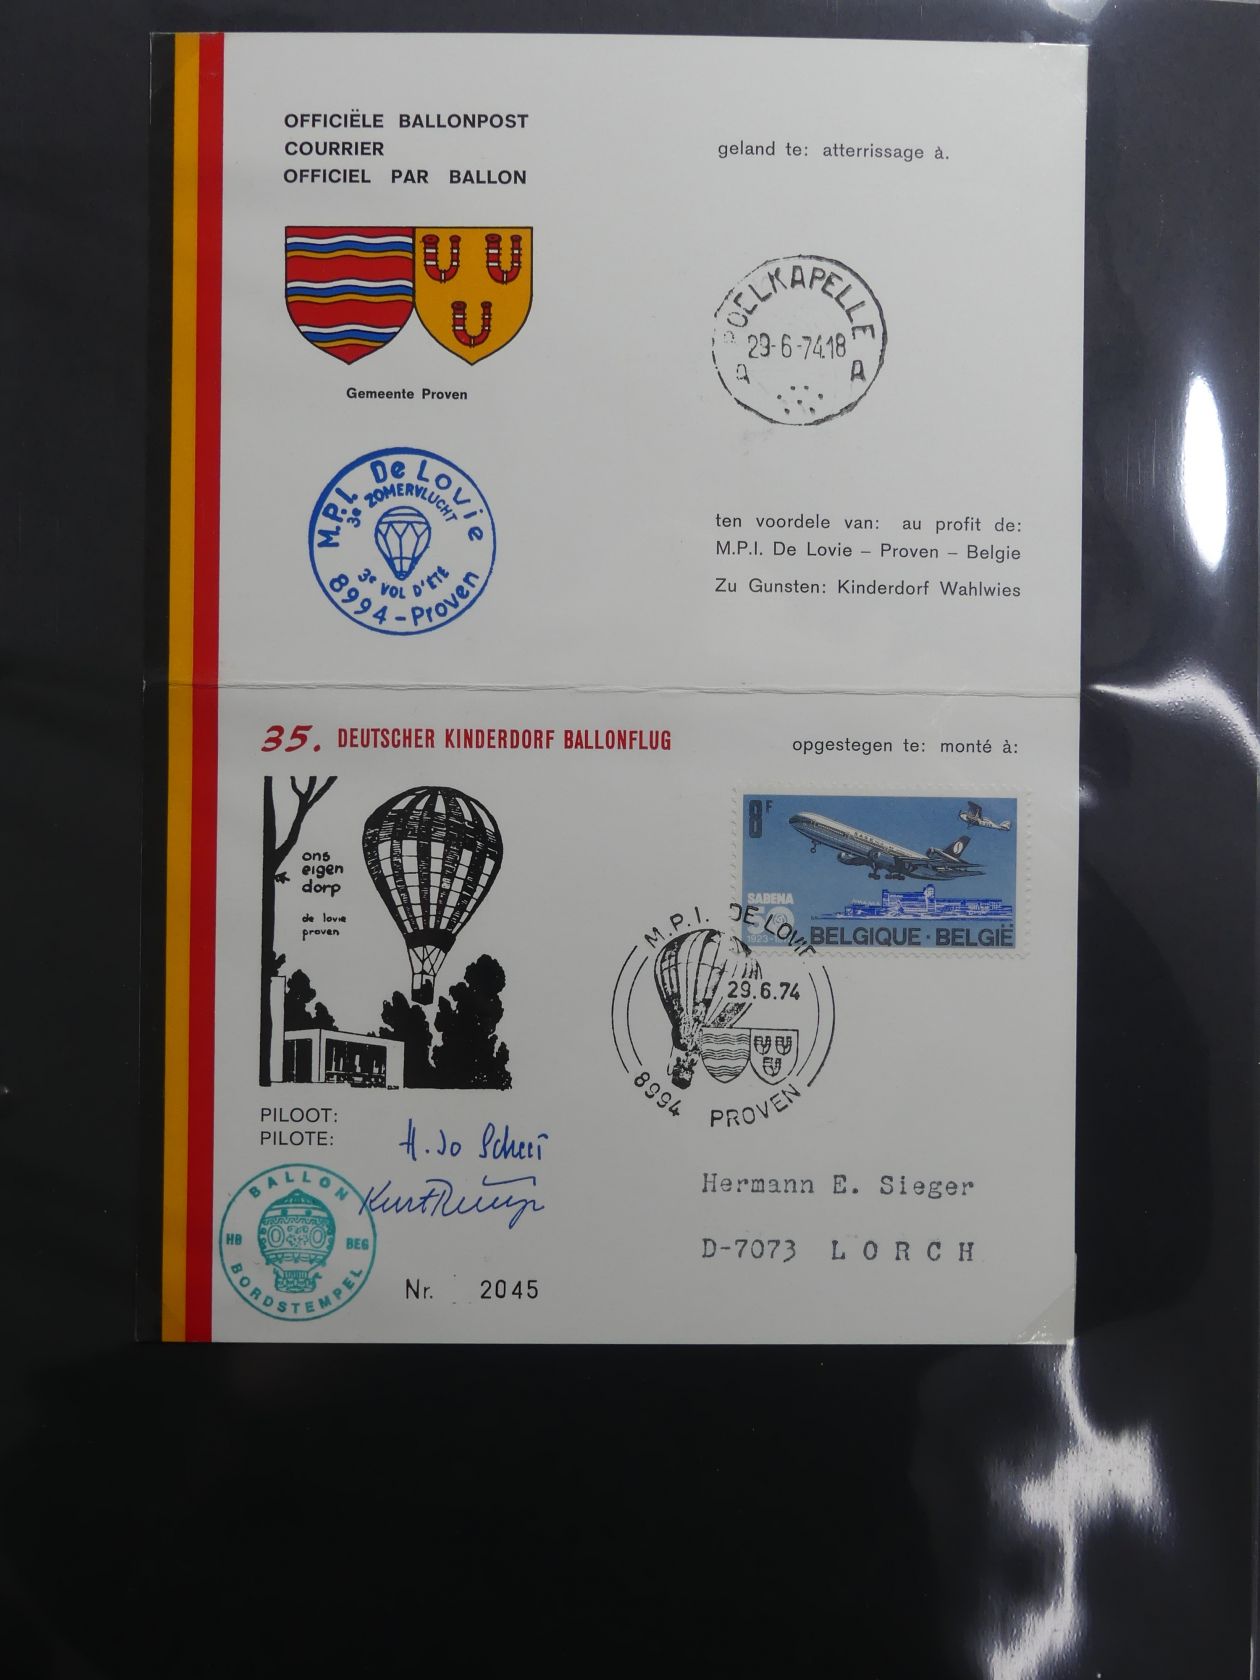 OFFICIËLE BALLONPOST
COURRIER
OFFICIEL PAR BALLON
geland te: atterrissage à.
Gemeente Proven
OELKAPELLE
29-6-74.18
A A
M.P.I. De Lovie
3e ZOMERVLUCHT
3e VOL D'ÉTÉ
8994 - Proven
ten voordele van: au profit de:
M.P.I. De Lovie – Proven – Belgie
Zu Gunsten: Kinderdorf Wahlwies
35. DEUTSCHER KINDERDORF BALLONFLUG
opgestegen te: monté à:
8F
SABENA
50
1923-
BELGIQUE · BELGIË
ons
eigen
dorp
de lovie
proven
M.P.I. DE LOVIE
29.6.74
8994 PROVEN
PILOOT:
PILOTE:
BALLON
HB BEG
BORDSTEMPEL
Nr. 2045
Hermann E. Sieger
D-7073 LORCH